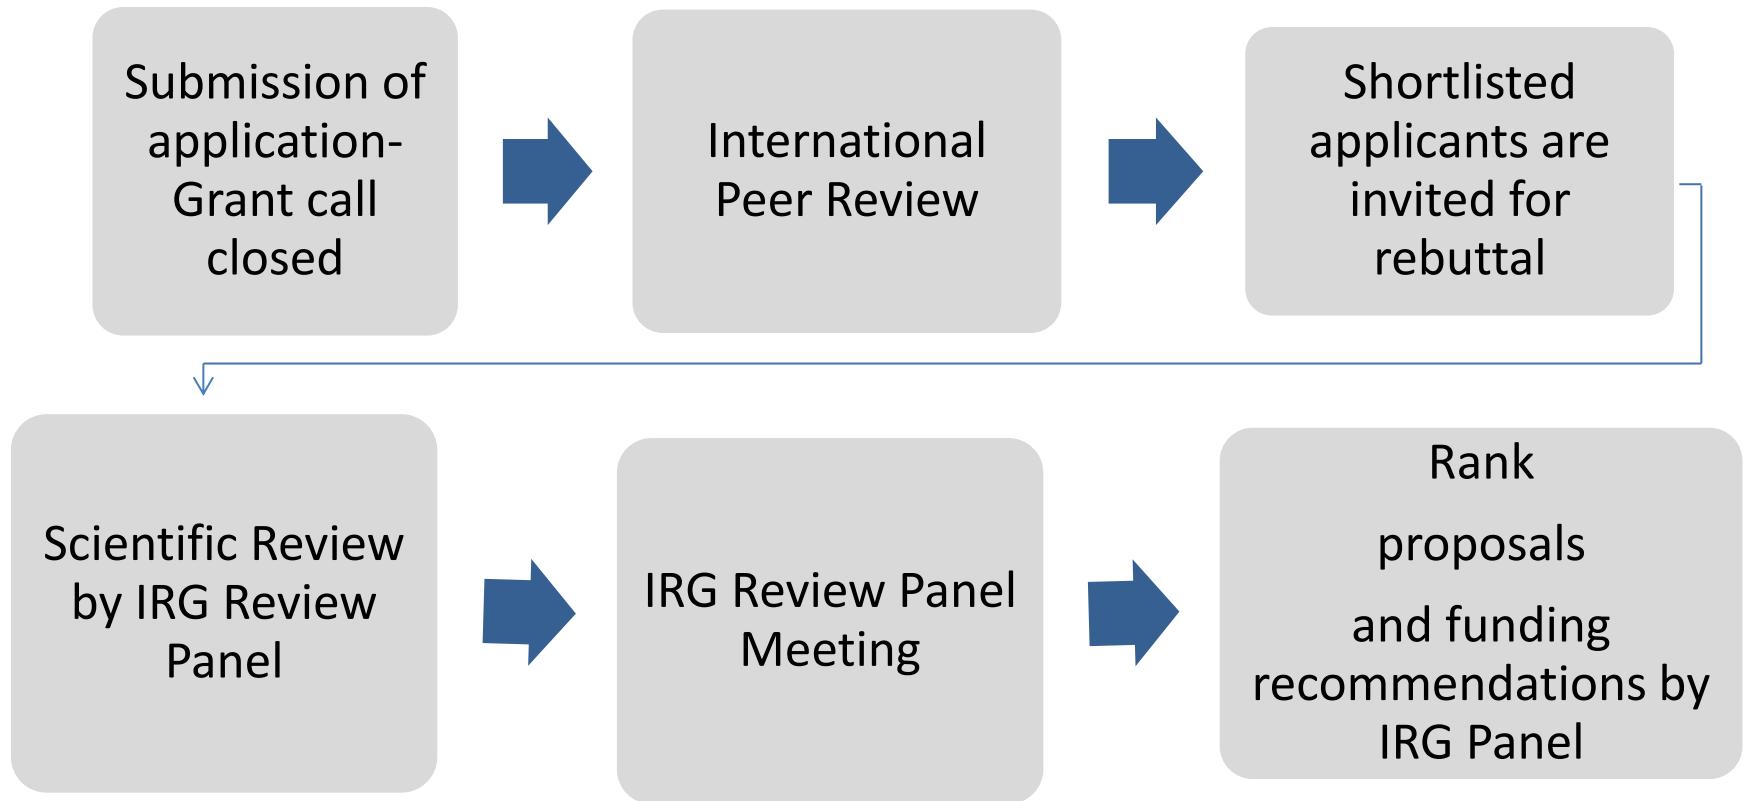 Submission of
application-
Grant call
closed
International
Peer Review
Shortlisted
applicants are
invited for
rebuttal
Scientific Review
by IRG Review
Panel
IRG Review Panel
Meeting
Rank
proposals
and funding
recommendations by
IRG Panel